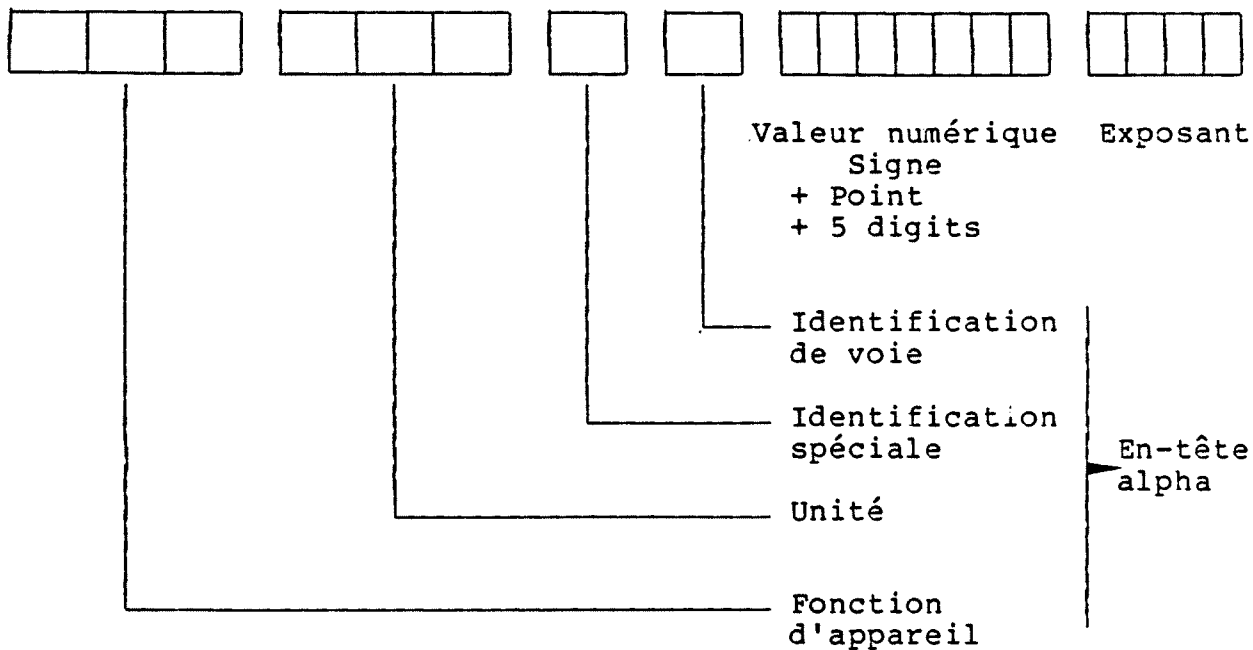 Valeur numérique Exposant
Signe
+ Point
+ 5 digits
Identification
de voie
Identification
spéciale
En-tête
alpha
Unité
Fonction
d'appareil